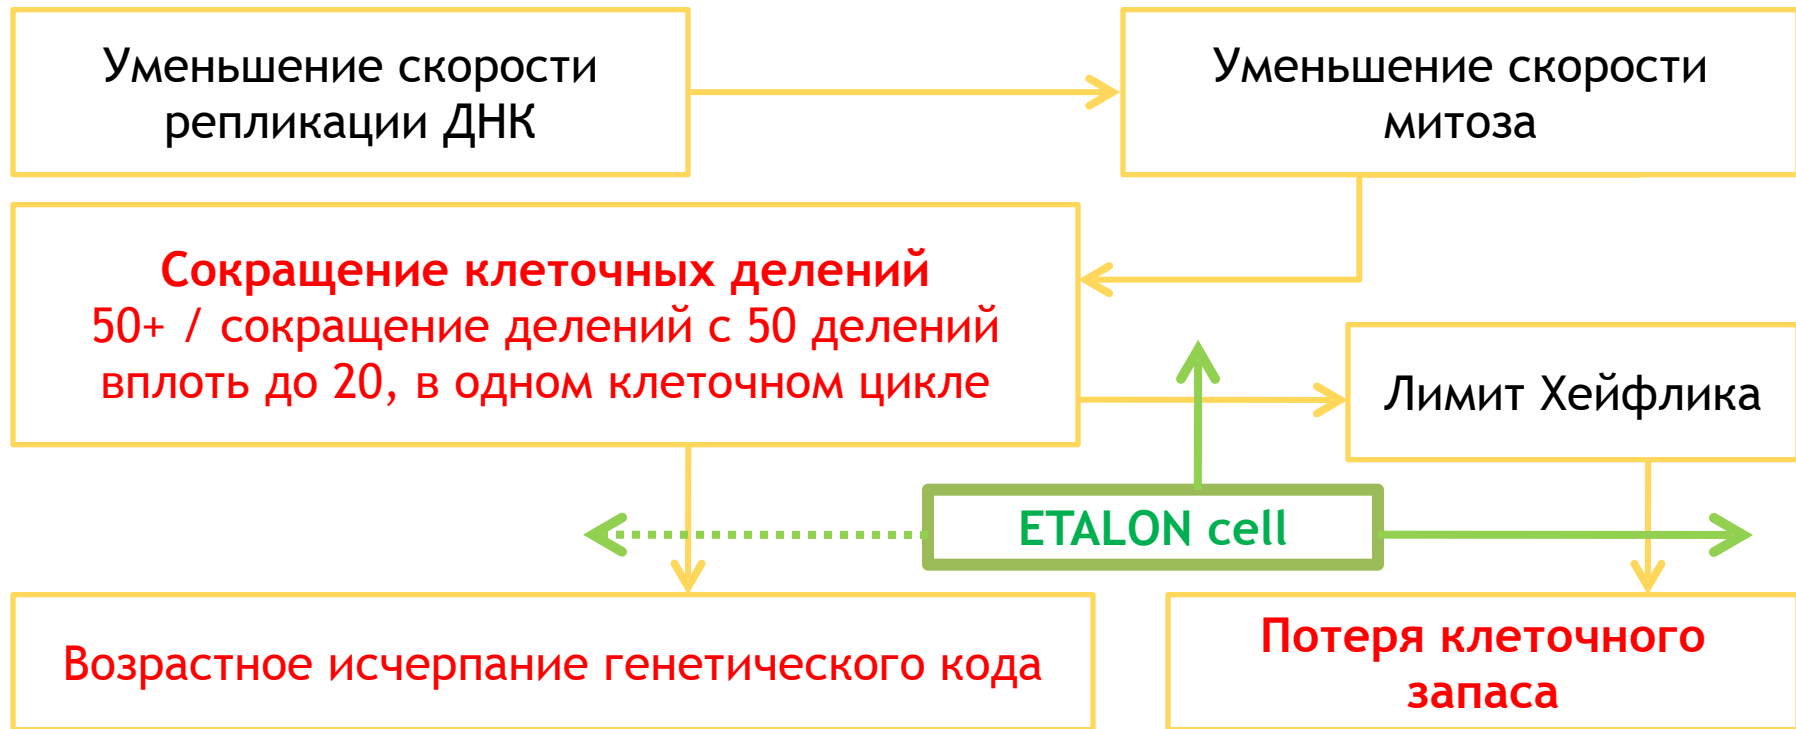 Уменьшение скорости
репликации ДНК
Уменьшение скорости
митоза
Сокращение клеточных делений
50+ / сокращение делений с 50 делений
вплоть до 20, в одном клеточном цикле
Лимит Хейфлика
ETALON cell
Возрастное исчерпание генетического кода
Потеря клеточного
запаса